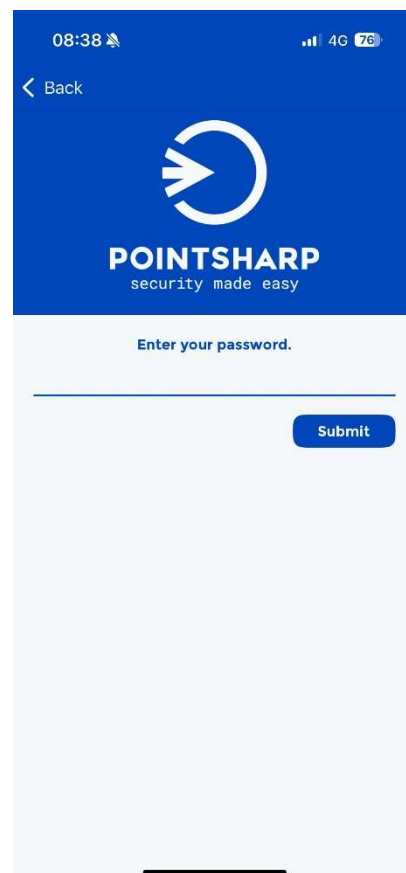 08:38 4G 76
Back
POINTSHARP
security made easy
Enter your password.
Submit